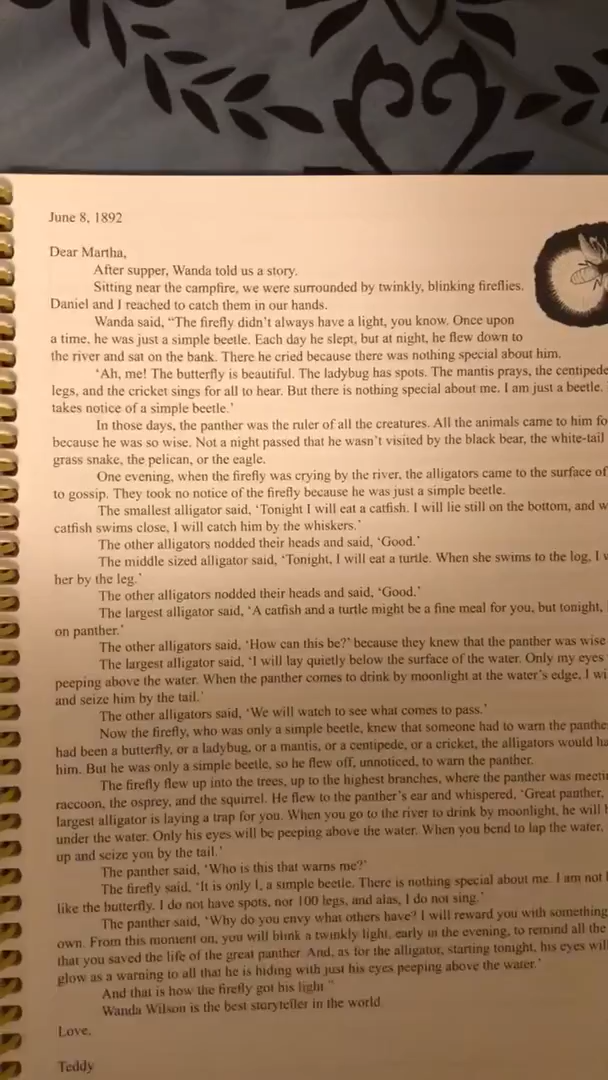 June 8, 1892
Dear Martha,
After supper, Wanda told us a story.
Sitting near the campfire, we were surrounded by twinkly, blinking fireflies.
Daniel and I reached to catch them in our hands.
Wanda said, “The firefly didn’t always have a light, you know. Once upon
a time, he was just a simple beetle. Each day he slept, but at night, he flew down to
the river and sat on the bank. There he cried because there was nothing special about him.
‘Ah, me! The butterfly is beautiful. The ladybug has spots. The mantis prays, the centipede
legs, and the cricket sings for all to hear. But there is nothing special about me. I am just a beetle.
takes notice of a simple beetle.’
In those days, the panther was the ruler of all the creatures. All the animals came to him
because he was so wise. Not a night passed that he wasn’t visited by the black bear, the white-tail
grass snake, the pelican, or the eagle.
One evening, when the firefly was crying by the river, the alligators came to the surface of
to gossip. They took no notice of the firefly because he was just a simple beetle.
The smallest alligator said, ‘Tonight I will eat a catfish. I will lie still on the bottom, and
catfish swims close, I will catch him by the whiskers.’
The other alligators nodded their heads and said, ‘Good.’
The middle sized alligator said, ‘Tonight, I will eat a turtle. When she swims to the log, I
her by the leg.’
The other alligators nodded their heads and said, ‘Good.’
The largest alligator said, ‘A catfish and a turtle might be a fine meal for you, but tonight,
on panther.’
The other alligators said, ‘How can this be?’ because they knew that the panther was wise
The largest alligator said, ‘I will lay quietly below the surface of the water. Only my eyes
peeping above the water. When the panther comes to drink by moonlight at the water’s edge, I
and seize him by the tail.’
The other alligators said, ‘We will watch to see what comes to pass.’
Now the firefly, who was only a simple beetle, knew that someone had to warn the
had been a butterfly, or a ladybug, or a mantis, or a centipede, or a cricket, the alligators would
him. But he was only a simple beetle, so he flew off, unnoticed, to warn the panther.
The firefly flew up into the trees, up to the highest branches, where the panther was
raccoon, the osprey, and the squirrel. He flew to the panther’s ear and whispered, ‘Great panther,
largest alligator is laying a trap for you. When you go to the river to drink by moonlight, he will
under the water. Only his eyes will be peeping above the water. When you bend to lap the water,
up and seize you by the tail.’
The panther said, ‘Who is this that warns me?’
The firefly said, ‘It is only I, a simple beetle. There is nothing special about me. I am not
like the butterfly. I do not have spots, nor 100 legs, and alas, I do not sing.’
The panther said, ‘Why do you envy what others have? I will reward you with something
own. From this moment on, you will blink a twinkly light, early in the evening, to remind all the
that you saved the life of the great panther. And, as for the alligator, starting tonight, his eyes
glow as a warning to all that he is hiding with just his eyes peeping above the water.’
And that is how the firefly got his light.”
Wanda Wilson is the best storyteller in the world.
Love,
Teddy